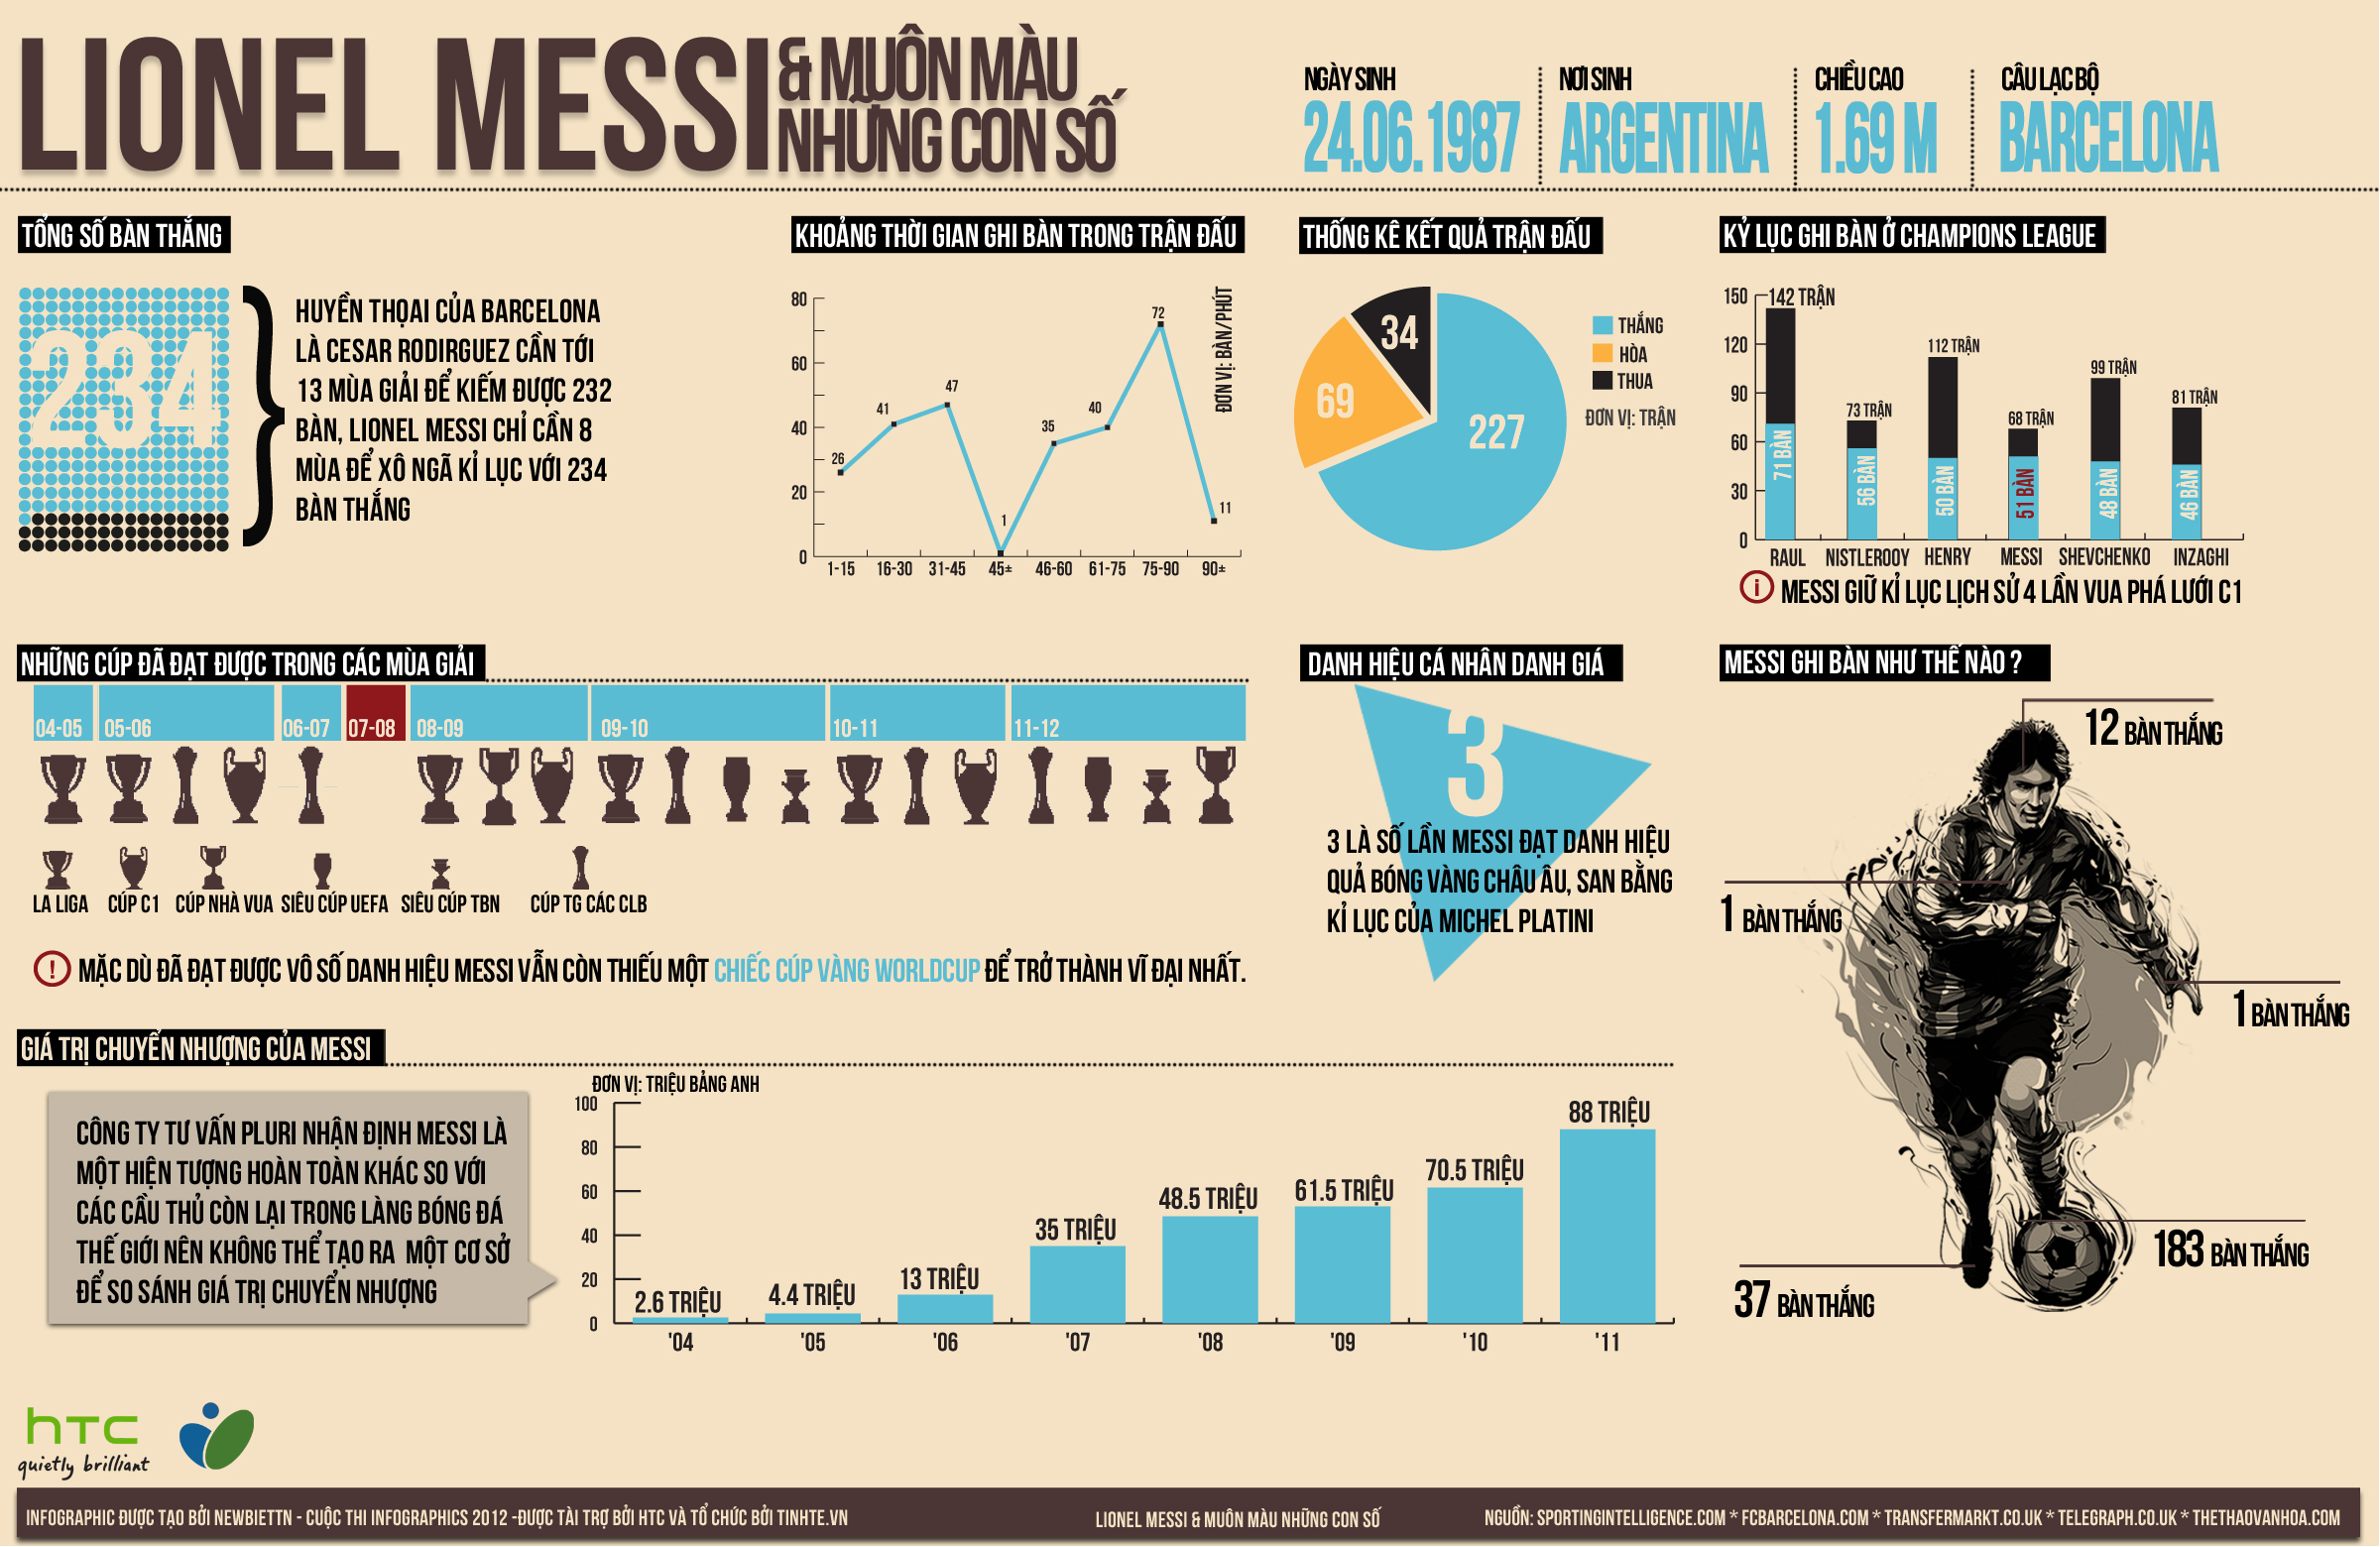 LIONEL MESSI
& MUÔN MÀU
NHỮNG CON SỐ
NGÀY SINH
24.06.1987
NƠI SINH
ARGENTINA
CHIỀU CAO
1.69 M
CÂU LẠC BỘ
BARCELONA
TỔNG SỐ BÀN THẮNG
234
HUYỀN THỌAI CỦA BARCELONA
LÀ CESAR RODIRGUEZ CẦN TỚI
13 MÙA GIẢI ĐỂ KIẾM ĐƯỢC 232
BÀN, LIONEL MESSI CHỈ CẦN 8
MÙA ĐỂ XÔ NGÃ KỈ LỤC VỚI 234
BÀN THẮNG
KHOẢNG THỜI GIAN GHI BÀN TRONG TRẬN ĐẤU
ĐƠN VỊ: BÀN/PHÚT
80
60
40
20
0
26
41
47
1
35
40
72
11
1-15 16-30 31-45 45± 46-60 61-75 75-90 90±
THỐNG KÊ KẾT QUẢ TRẬN ĐẤU
34
69
227
THẮNG
HÒA
THUA
ĐƠN VỊ: TRẬN
KỶ LỤC GHI BÀN Ở CHAMPIONS LEAGUE
150
120
90
60
30
0
142 TRẬN
73 TRẬN
112 TRẬN
68 TRẬN
99 TRẬN
81 TRẬN
71 BÀN
56 BÀN
50 BÀN
51 BÀN
48 BÀN
46 BÀN
RAUL NISTLEROOY HENRY MESSI SHEVCHENKO INZAGHI
i MESSI GIỮ KỈ LỤC LỊCH SỬ 4 LẦN VUA PHÁ LƯỚI C1
NHỮNG CÚP ĐÃ ĐẠT ĐƯỢC TRONG CÁC MÙA GIẢI
04-05 05-06 06-07 07-08 08-09 09-10 10-11 11-12
LA LIGA CÚP C1 CÚP NHÀ VUA SIÊU CÚP UEFA SIÊU CÚP TBN CÚP TG CÁC CLB
! MẶC DÙ ĐÃ ĐẠT ĐƯỢC VÔ SỐ DANH HIỆU MESSI VẪN CÒN THIẾU MỘT CHIẾC CÚP VÀNG WORLDCUP ĐỂ TRỞ THÀNH VĨ ĐẠI NHẤT.
DANH HIỆU CÁ NHÂN DANH GIÁ
3
3 LÀ SỐ LẦN MESSI ĐẠT DANH HIỆU
QUẢ BÓNG VÀNG CHÂU ÂU, SAN BẰNG
KỈ LỤC CỦA MICHEL PLATINI
MESSI GHI BÀN NHƯ THẾ NÀO ?
12 BÀN THẮNG
1 BÀN THẮNG
1 BÀN THẮNG
183 BÀN THẮNG
37 BÀN THẮNG
GIÁ TRỊ CHUYỂN NHƯỢNG CỦA MESSI
CÔNG TY TƯ VẤN PLURI NHẬN ĐỊNH MESSI LÀ
MỘT HIỆN TƯỢNG HOÀN TOÀN KHÁC SO VỚI
CÁC CẦU THỦ CÒN LẠI TRONG LÀNG BÓNG ĐÁ
THẾ GIỚI NÊN KHÔNG THỂ TẠO RA MỘT CƠ SỞ
ĐỂ SO SÁNH GIÁ TRỊ CHUYỂN NHƯỢNG
ĐƠN VỊ: TRIỆU BẢNG ANH
100
80
60
40
20
0
2.6 TRIỆU
4.4 TRIỆU
13 TRIỆU
35 TRIỆU
48.5 TRIỆU
61.5 TRIỆU
70.5 TRIỆU
88 TRIỆU
'04 '05 '06 '07 '08 '09 '10 '11
hTC
quietly brilliant
INFOGRAPHIC ĐƯỢC TẠO BỞI NEWBIETTN - CUỘC THI INFOGRAPHICS 2012 -ĐƯỢC TÀI TRỢ BỞI HTC VÀ TỔ CHỨC BỞI TINHTE.VN
LIONEL MESSI & MUÔN MÀU NHỮNG CON SỐ
NGUỒN: SPORTINGINTELLIGENCE.COM * FCBARCELONA.COM * TRANSFERMARKT.CO.UK * TELEGRAPH.CO.UK * THETHAOVANHOA.COM